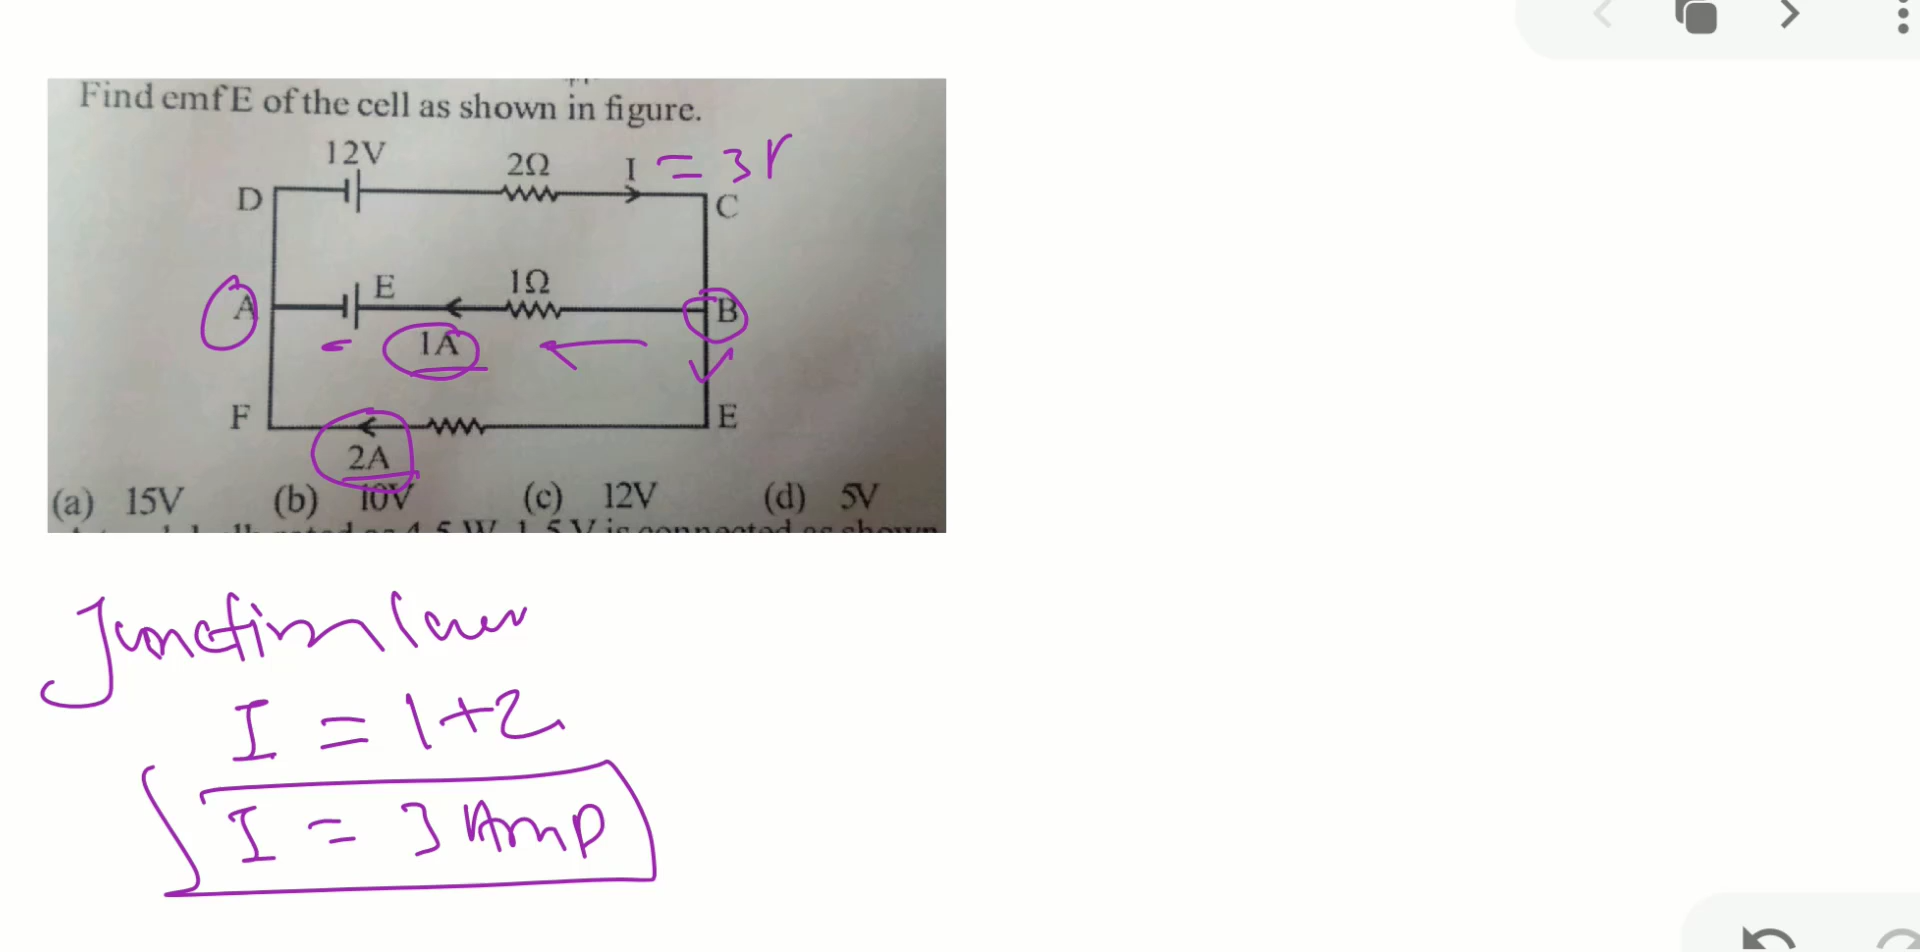 Find emf E of the cell as shown in figure.
12V
2Ω
I = 3
D
C
E
1Ω
A
B
1A
F
E
2A
(a) 15V (b) 10V (c) 12V (d) 5V
Junction law
I = 1+2
I = 3 Amp